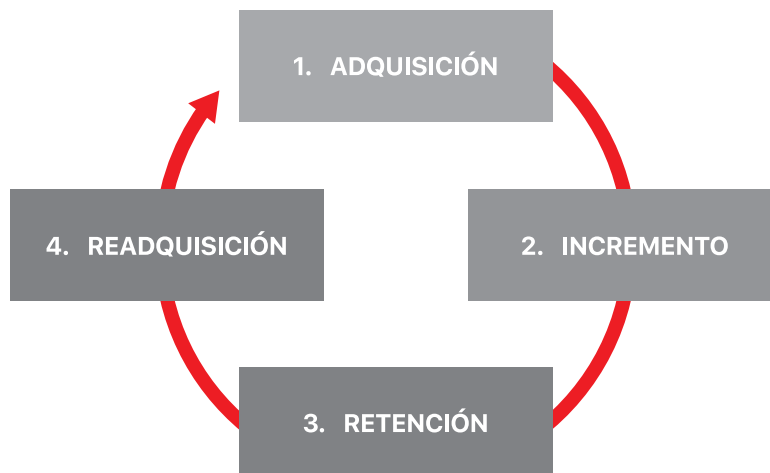 1. ADQUISICIÓN
2. INCREMENTO
3. RETENCIÓN
4. READQUISICIÓN